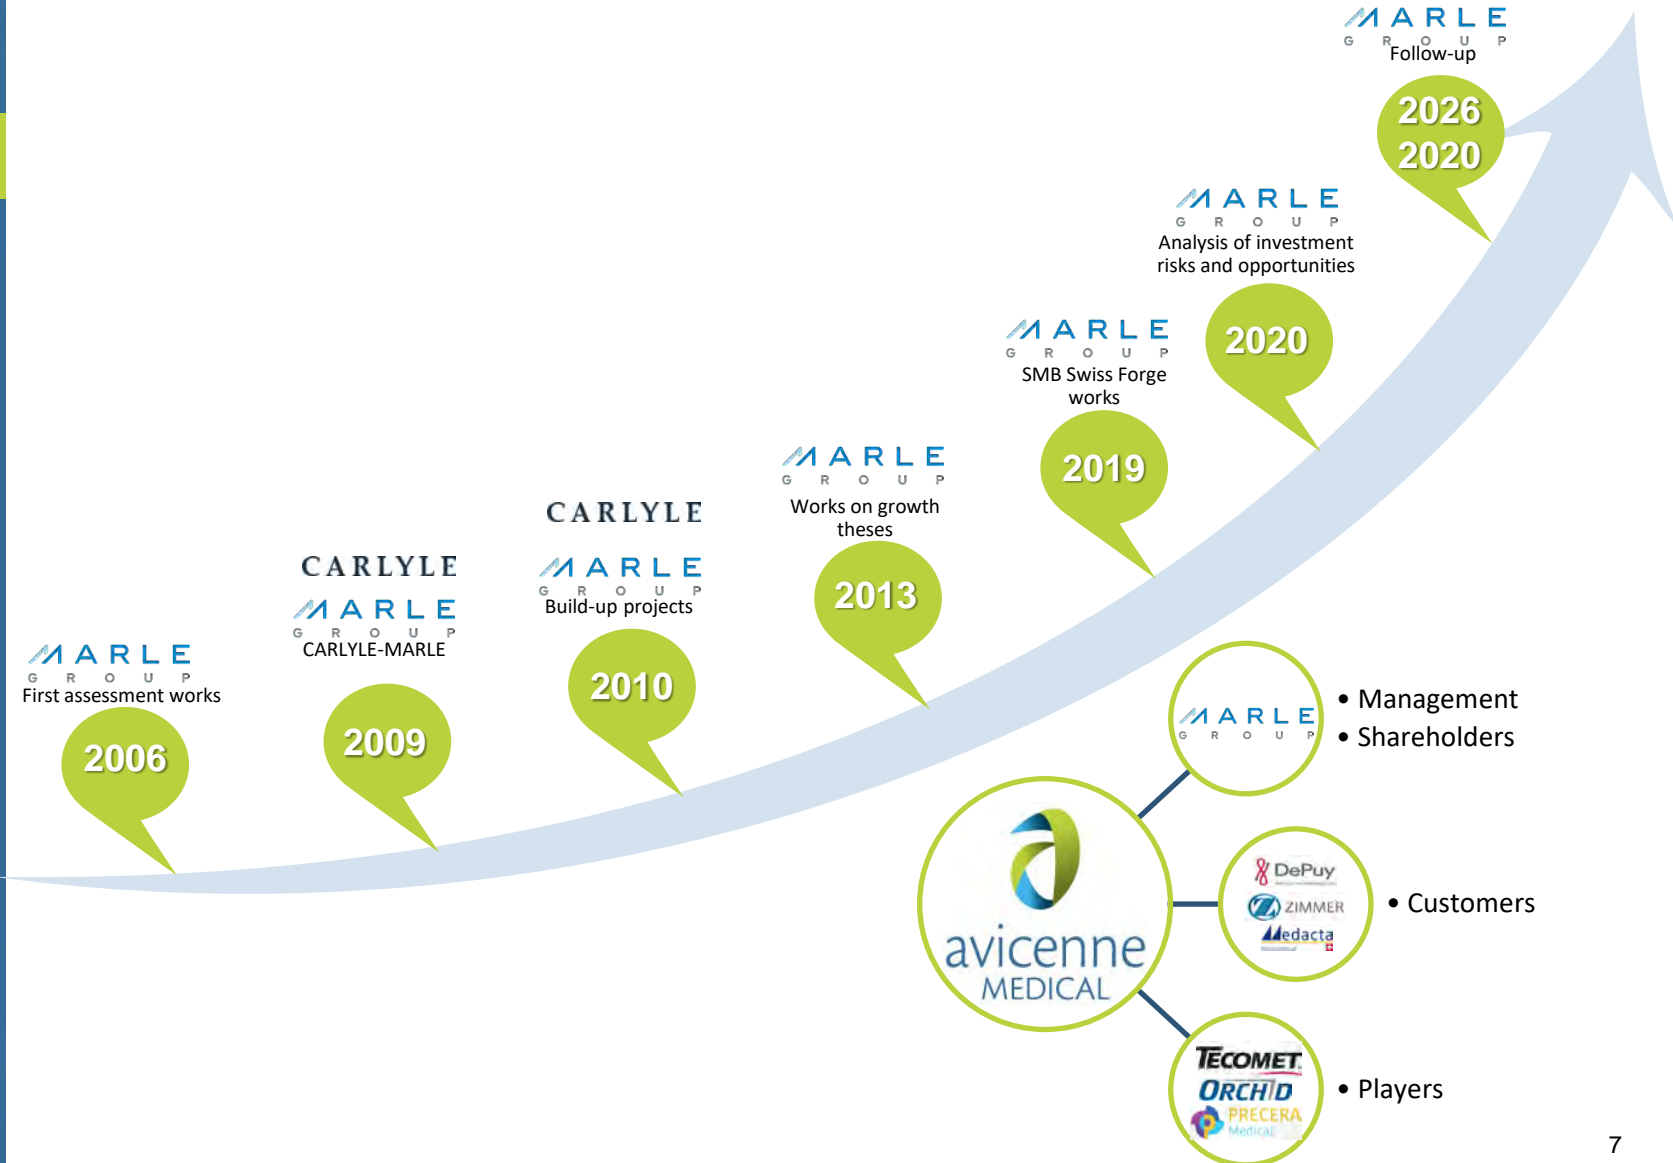 MARLE
GROUP
First assessment works
2006
CARLYLE
MARLE
GROUP
CARLYLE-MARLE
2009
CARLYLE
MARLE
GROUP
Build-up projects
2010
MARLE
GROUP
Works on growth
theses
2013
MARLE
GROUP
SMB Swiss Forge
works
2019
MARLE
GROUP
Analysis of investment
risks and opportunities
2020
MARLE
GROUP
Follow-up
2026
2020
avicenne
MEDICAL
MARLE
GROUP
• Management
• Shareholders
DePuy
ZIMMER
Medacta
• Customers
TECOMET
ORCHID
PRECERA
Medical
• Players
7